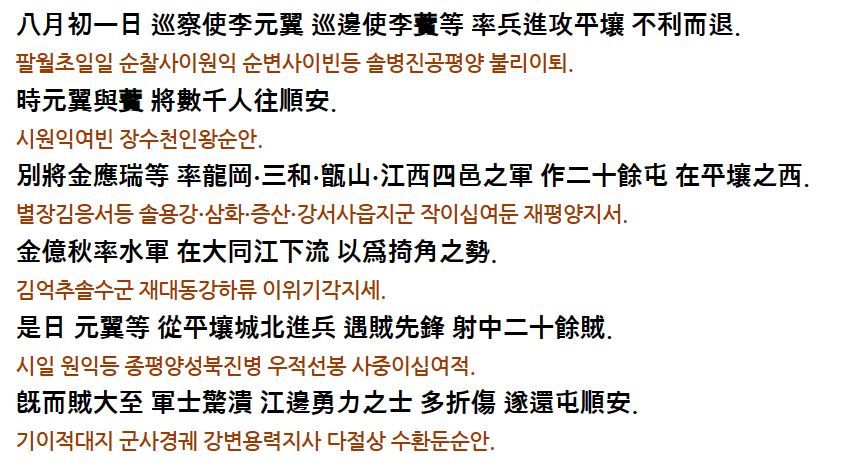 八月初一日 巡察使李元翼 巡邊使李薲等 率兵進攻平壤 不利而退.
팔월초일일 순찰사이원익 순변사이빈등 솔병진공평양 불리이퇴.
時元翼與薲 將數千人往順安.
시원익여빈 장수천인왕순안.
別將金應瑞等 率龍岡·三和·甑山·江西四邑之軍 作二十餘屯 在平壤之西.
별장김응서등 솔용강·삼화·증산·강서사읍지군 작이십여둔 재평양지서.
金億秋率水軍 在大同江下流 以爲掎角之勢.
김억추솔수군 재대동강하류 이위기각지세.
是日 元翼等 從平壤城北進兵 遇賊先鋒 射中二十餘賊.
시일 원익등 종평양성북진병 우적선봉 사중이십여적.
旣而賊大至 軍士驚潰 江邊勇力之士 多折傷 遂還屯順安.
기이적대지 군사경궤 강변용력지사 다절상 수환둔순안.